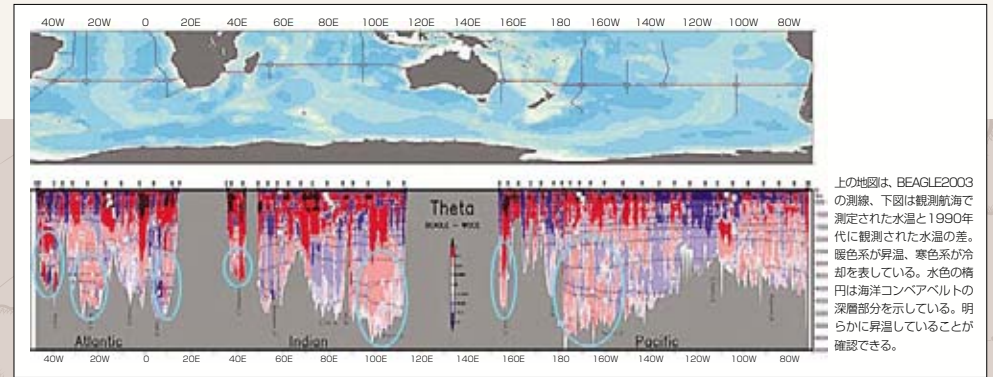 40W 20W 0 20E 40E 60E 80E 100E 120E 140E 160E 180 160W 140W 120W 100W 80W
Theta
BEAGLE - WOCE
Atlantic Indian Pacific
40W 20W 0 20E 40E 60E 80E 100E 120E 140E 160E 180 160W 140W 120W 100W 80W
上の地図は、BEAGLE2003
の測線、下図は観測航海で
測定された水温と1990年
代に観測された水温の差。
暖色系が昇温、寒色系が冷
却を表している。水色の楕
円は海洋コンベアベルトの
深層部分を示している。明
らかに昇温していることが
確認できる。